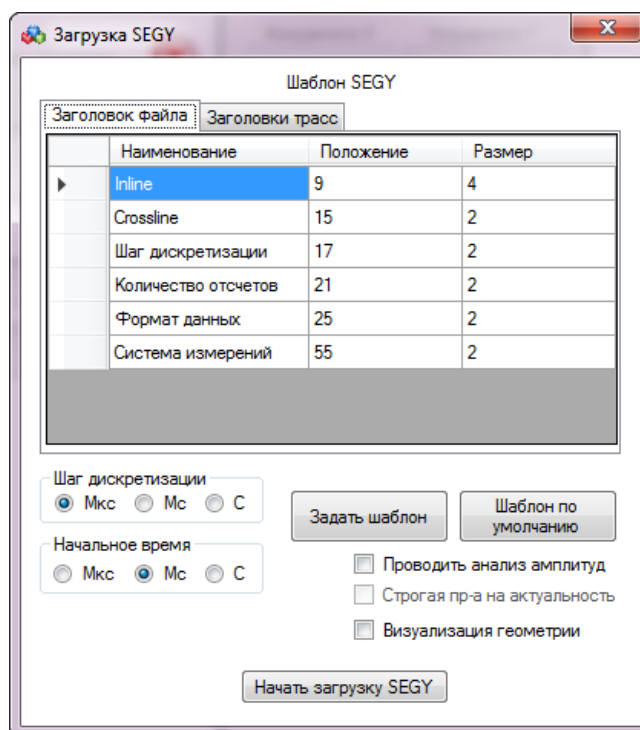 Загрузка SEGY
Шаблон SEGY
Заголовок файла Заголовки трасс
Наименование Положение Размер
Inline 9 4
Crossline 15 2
Шаг дискретизации 17 2
Количество отсчетов 21 2
Формат данных 25 2
Система измерений 55 2
Шаг дискретизации
Мкс Мс С
Начальное время
Мкс Мс С
Задать шаблон
Шаблон по
умолчанию
Проводить анализ амплитуд
Строгая пр-а на актуальность
Визуализация геометрии
Начать загрузку SEGY